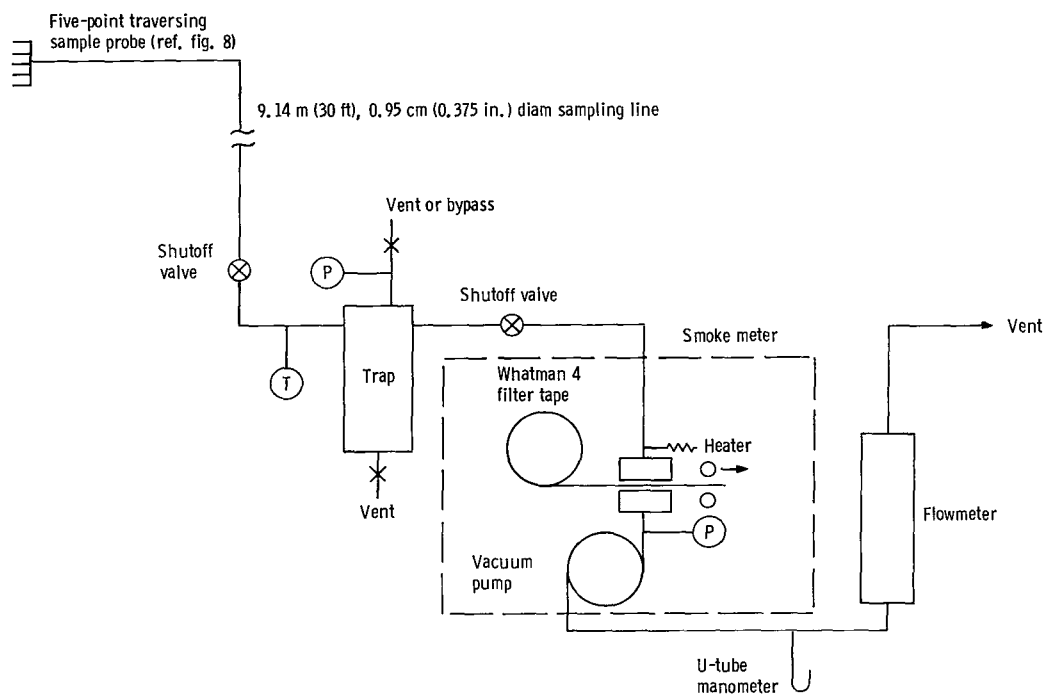 Five-point traversing
sample probe (ref. fig. 8)
9.14 m (30 ft), 0.95 cm (0.375 in.) diam sampling line
Vent or bypass
Shutoff
valve
P
Shutoff valve
Smoke meter
Vent
T
Trap
Whatman 4
filter tape
Heater
Vent
Flowmeter
P
Vacuum
pump
U-tube
manometer